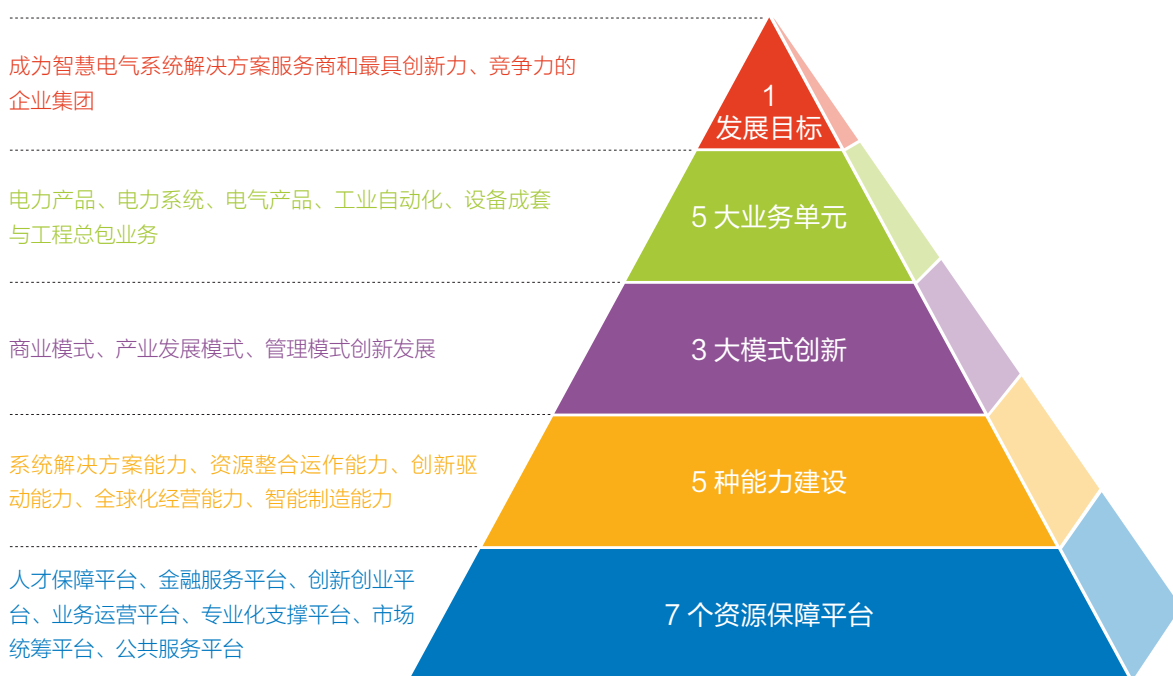 成为智慧电气系统解决方案服务商和最具创新力、竞争力的
企业集团
1
发展目标
电力产品、电力系统、电气产品、工业自动化、设备成套
与工程总包业务
5 大业务单元
商业模式、产业发展模式、管理模式创新发展
3 大模式创新
系统解决方案能力、资源整合运作能力、创新驱
动能力、全球化经营能力、智能制造能力
5 种能力建设
人才保障平台、金融服务平台、创新创业平
台、业务运营平台、专业化支撑平台、市场
统筹平台、公共服务平台
7 个资源保障平台